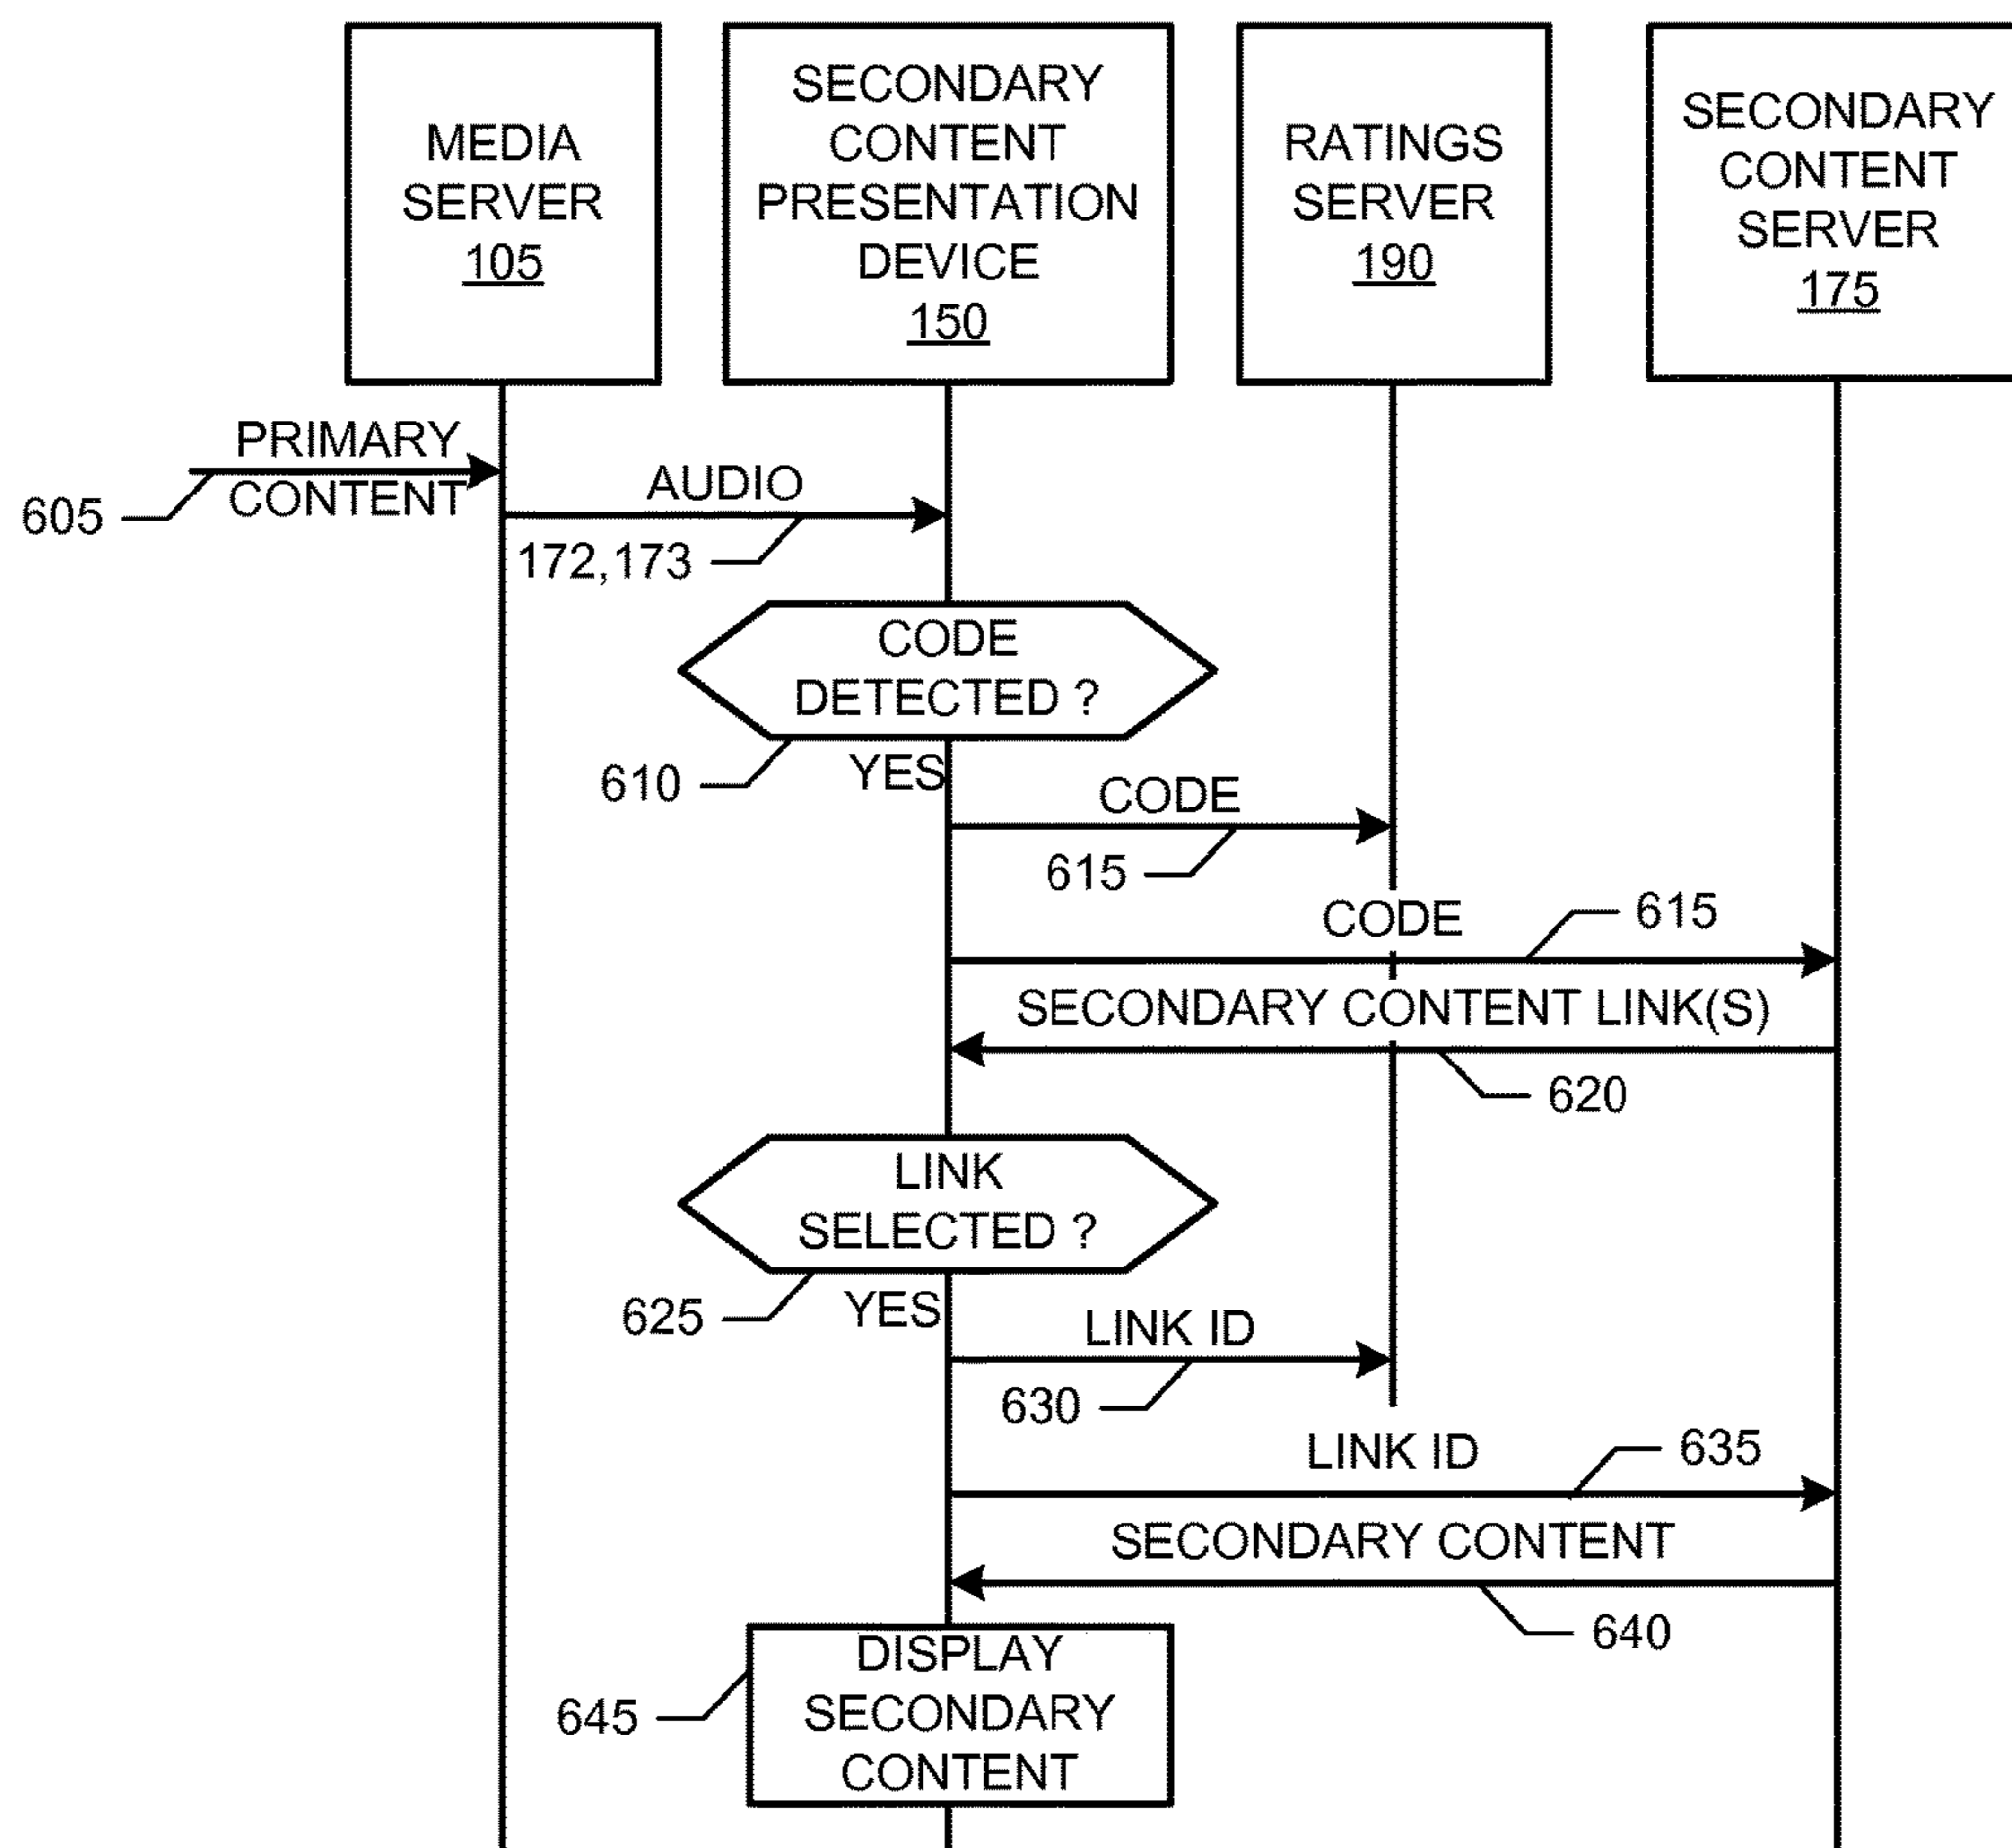 MEDIA
SERVER
105
SECONDARY
CONTENT
PRESENTATION
DEVICE
150
RATINGS
SERVER
190
SECONDARY
CONTENT
SERVER
175
PRIMARY
CONTENT
605
AUDIO
172,173
CODE
DETECTED ?
610
YES
CODE
615
CODE
615
SECONDARY CONTENT LINK(S)
620
LINK
SELECTED ?
625
YES
LINK ID
630
LINK ID
635
SECONDARY CONTENT
640
DISPLAY
SECONDARY
CONTENT
645